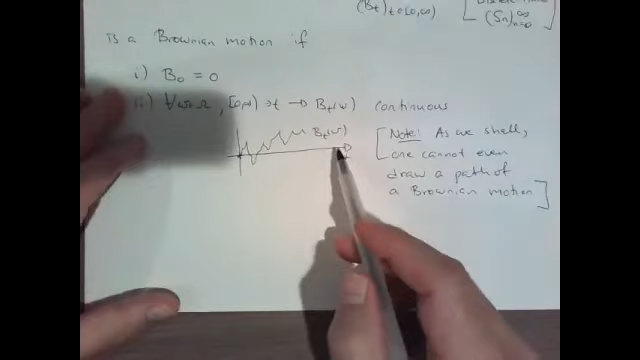 (Bt)t∈[0,∞)
(Sn)∞n=0
is a Brownian motion if
i) B₀ = 0
ii) ∀ω∈Ω, [0,∞) ∋ t → Bt(ω) continuous
Bt(ω)
[Note: As we shell,
one cannot even
draw a path of
a Brownian motion]